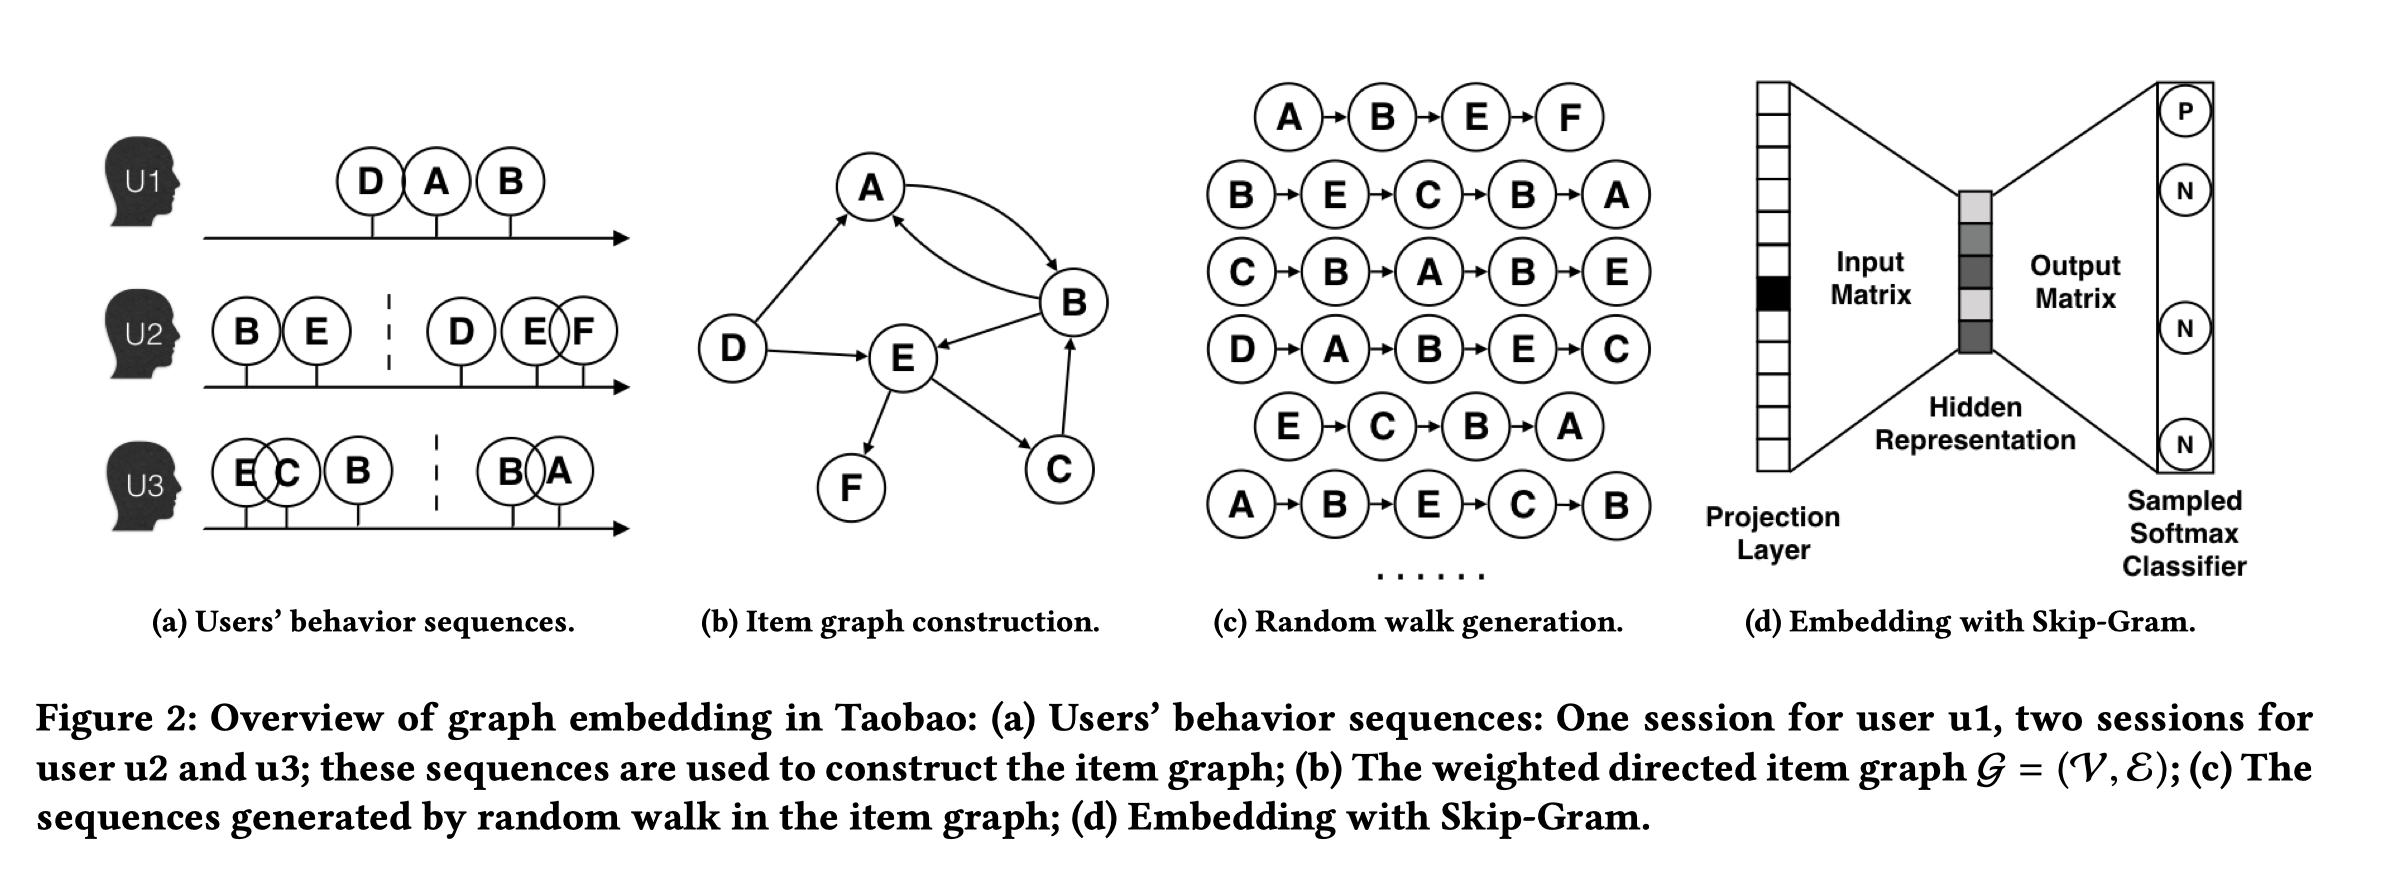 U1
D A B
U2
B E D E F
U3
E C B B A
(a) Users’ behavior sequences.
A
B
D
E
F
C
(b) Item graph construction.
A B E F
B E C B A
C B A B E
D A B E C
E C B A
A B E C B
......
(c) Random walk generation.
P
N
N
N
Input
Matrix
Output
Matrix
Hidden
Representation
Projection
Layer
Sampled
Softmax
Classifier
(d) Embedding with Skip-Gram.
Figure 2: Overview of graph embedding in Taobao: (a) Users’ behavior sequences: One session for user u1, two sessions for
user u2 and u3; these sequences are used to construct the item graph; (b) The weighted directed item graph 𝒢 = (𝒱, ℰ); (c) The
sequences generated by random walk in the item graph; (d) Embedding with Skip-Gram.